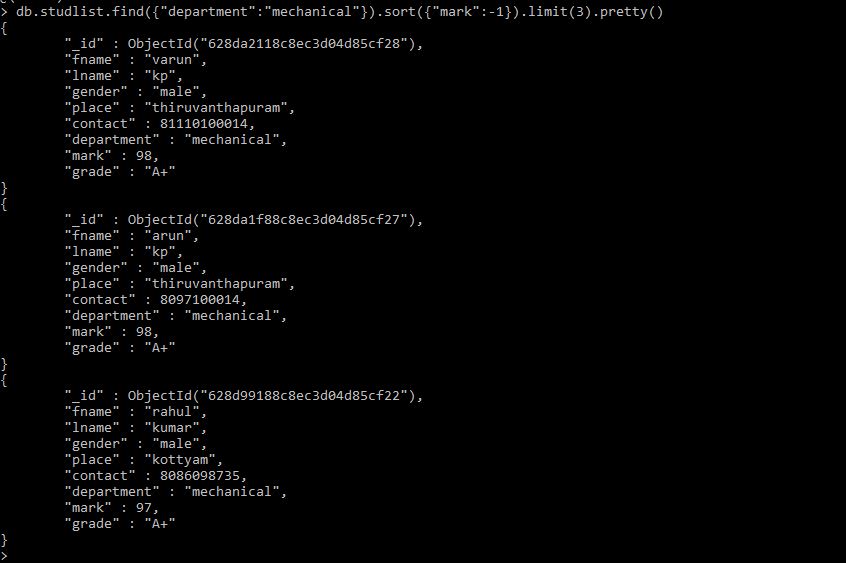 > db.studlist.find({"department":"mechanical"}).sort({"mark":-1}).limit(3).pretty()
{
"_id" : ObjectId("628da2118c8ec3d04d85cf28"),
"fname" : "varun",
"lname" : "kp",
"gender" : "male",
"place" : "thiruvanthapuram",
"contact" : 81110100014,
"department" : "mechanical",
"mark" : 98,
"grade" : "A+"
}
{
"_id" : ObjectId("628da1f88c8ec3d04d85cf27"),
"fname" : "arun",
"lname" : "kp",
"gender" : "male",
"place" : "thiruvanthapuram",
"contact" : 8097100014,
"department" : "mechanical",
"mark" : 98,
"grade" : "A+"
}
{
"_id" : ObjectId("628d99188c8ec3d04d85cf22"),
"fname" : "rahul",
"lname" : "kumar",
"gender" : "male",
"place" : "kottyam",
"contact" : 8086098735,
"department" : "mechanical",
"mark" : 97,
"grade" : "A+"
}
>